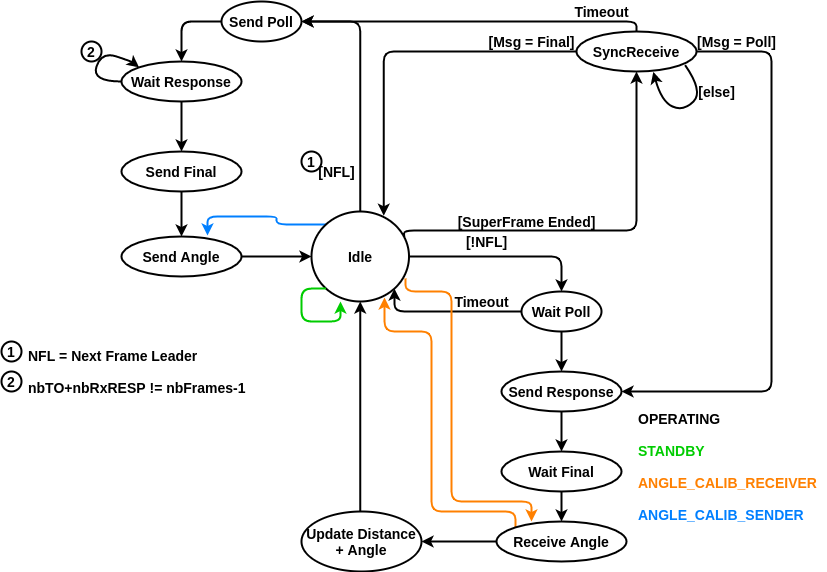 Timeout
Send Poll
[Msg = Final]
SyncReceive
[Msg = Poll]
2
Wait Response
[else]
1
[NFL]
Send Final
[SuperFrame Ended]
[!NFL]
Send Angle
Idle
Timeout
Wait Poll
1 NFL = Next Frame Leader
2 nbTO+nbRxRESP != nbFrames-1
Send Response
OPERATING
STANDBY
Wait Final
ANGLE_CALIB_RECEIVER
ANGLE_CALIB_SENDER
Update Distance
+ Angle
Receive Angle